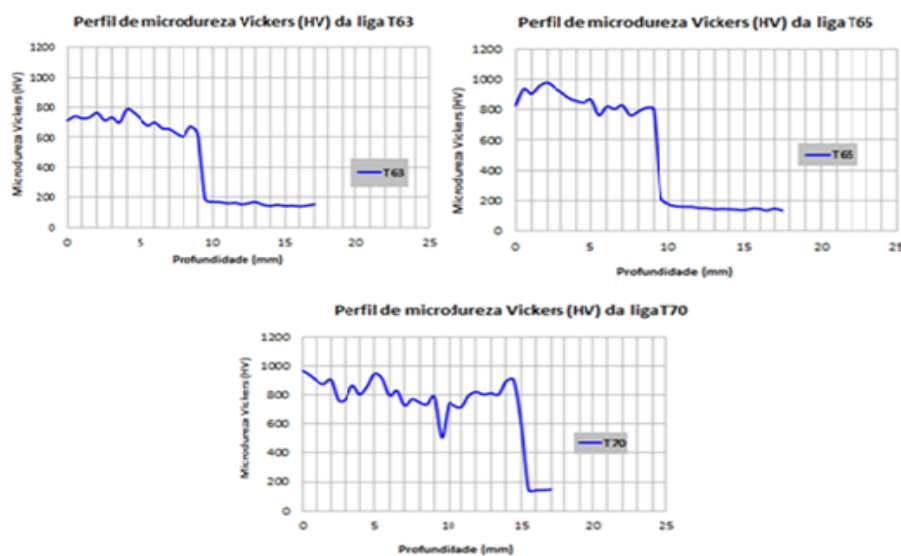 Perfil de microdureza Vickers (HV) da liga T63
1200
1000
800
600
400
200
0
0 5 10 15 20 25
Microdureza Vickers (HV)
Profundidade (mm)
T63
Perfil de microdureza Vickers (HV) da liga T65
1200
1000
800
600
400
200
0
0 5 10 15 20 25
Microdureza Vickers (HV)
Profundidade (mm)
T65
Perfil de microdureza Vickers (HV) da liga T70
1200
1000
800
600
400
200
0
0 5 10 15 20 25
Microdureza Vickers (HV)
Profundidade (mm)
T70